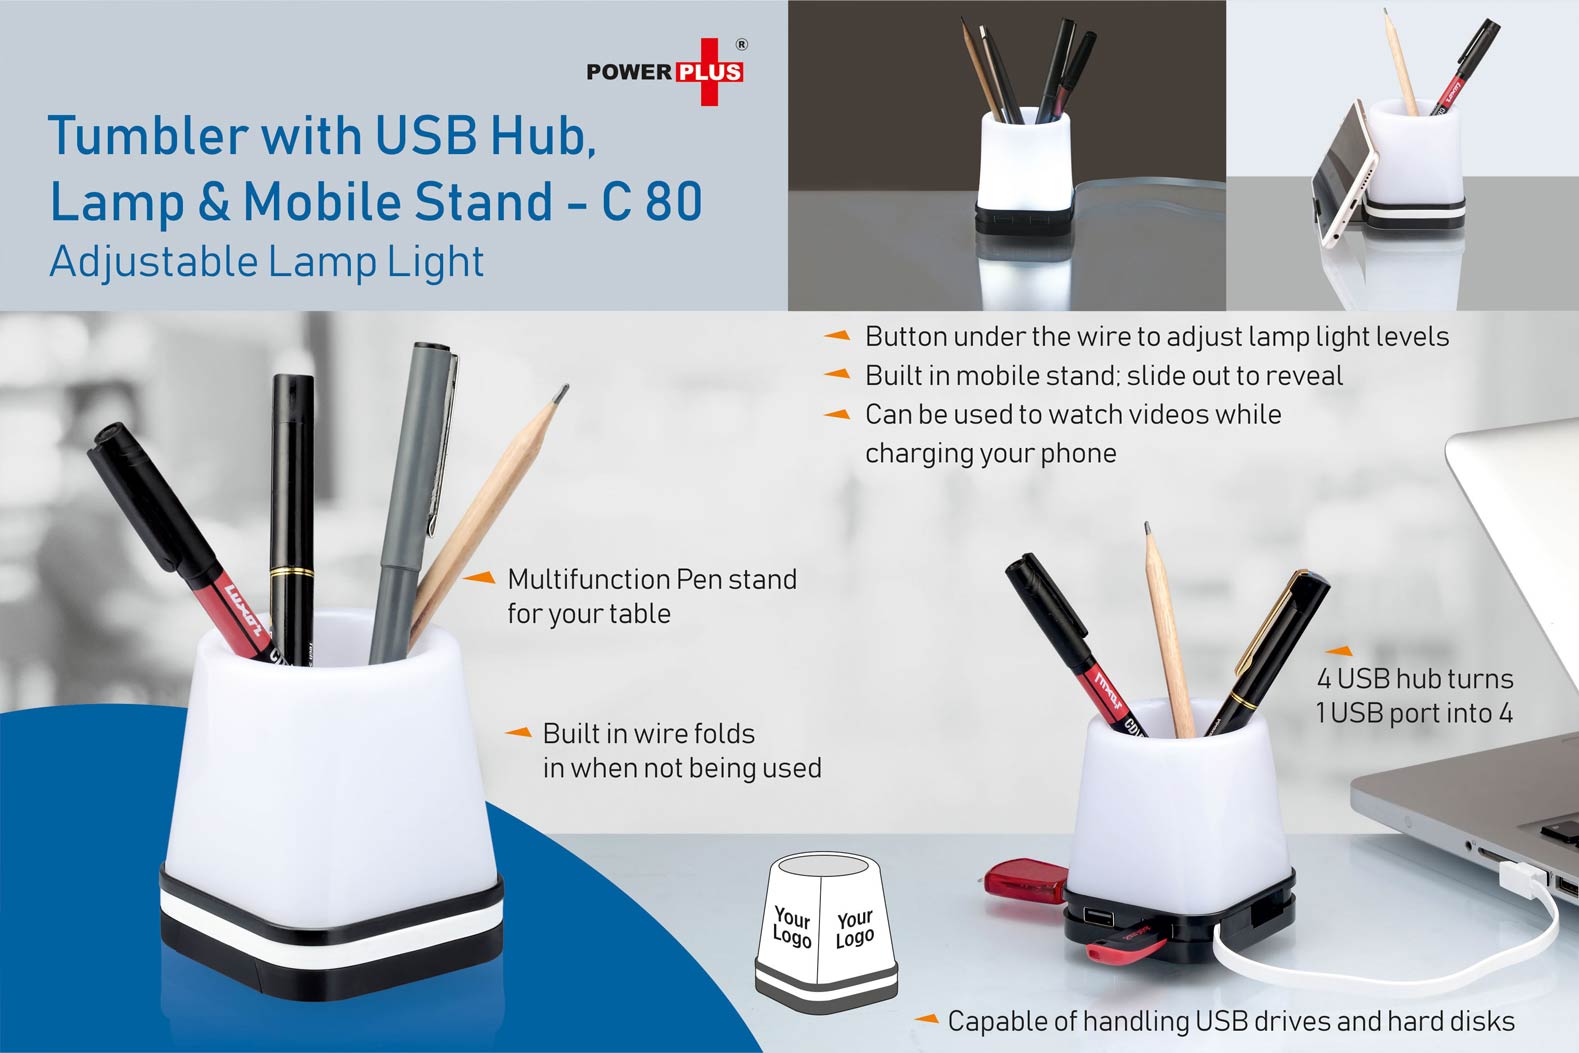 POWER PLUS ®
Tumbler with USB Hub,
Lamp & Mobile Stand - C 80
Adjustable Lamp Light
Luxor
Button under the wire to adjust lamp light levels
Built in mobile stand; slide out to reveal
Can be used to watch videos while
charging your phone
Luxor
Multifunction Pen stand
for your table
Luxor
4 USB hub turns
1 USB port into 4
Built in wire folds
in when not being used
Your
Logo
Your
Logo
Capable of handling USB drives and hard disks